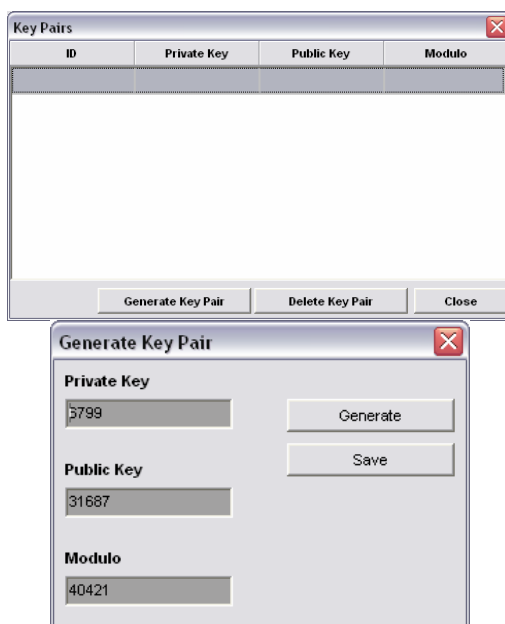 Key Pairs
ID Private Key Public Key Modulo
Generate Key Pair Delete Key Pair Close
Generate Key Pair
Private Key
6799
Generate
Save
Public Key
31687
Modulo
40421